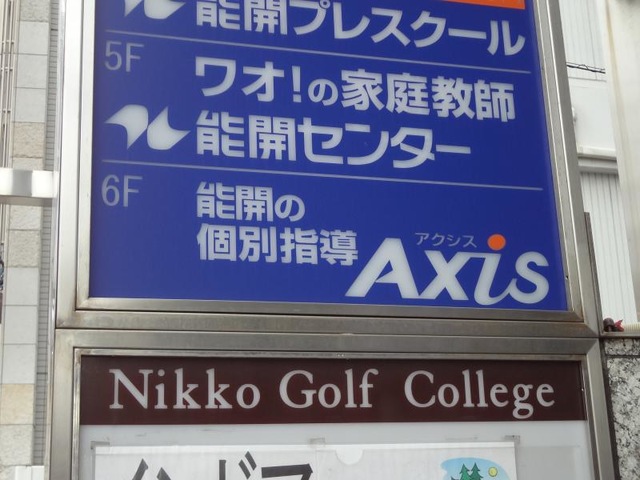 能開プレスクール
5F
ワオ!の家庭教師
能開センター
6F
能開の
個別指導
アクシス
Axis
Nikko Golf College